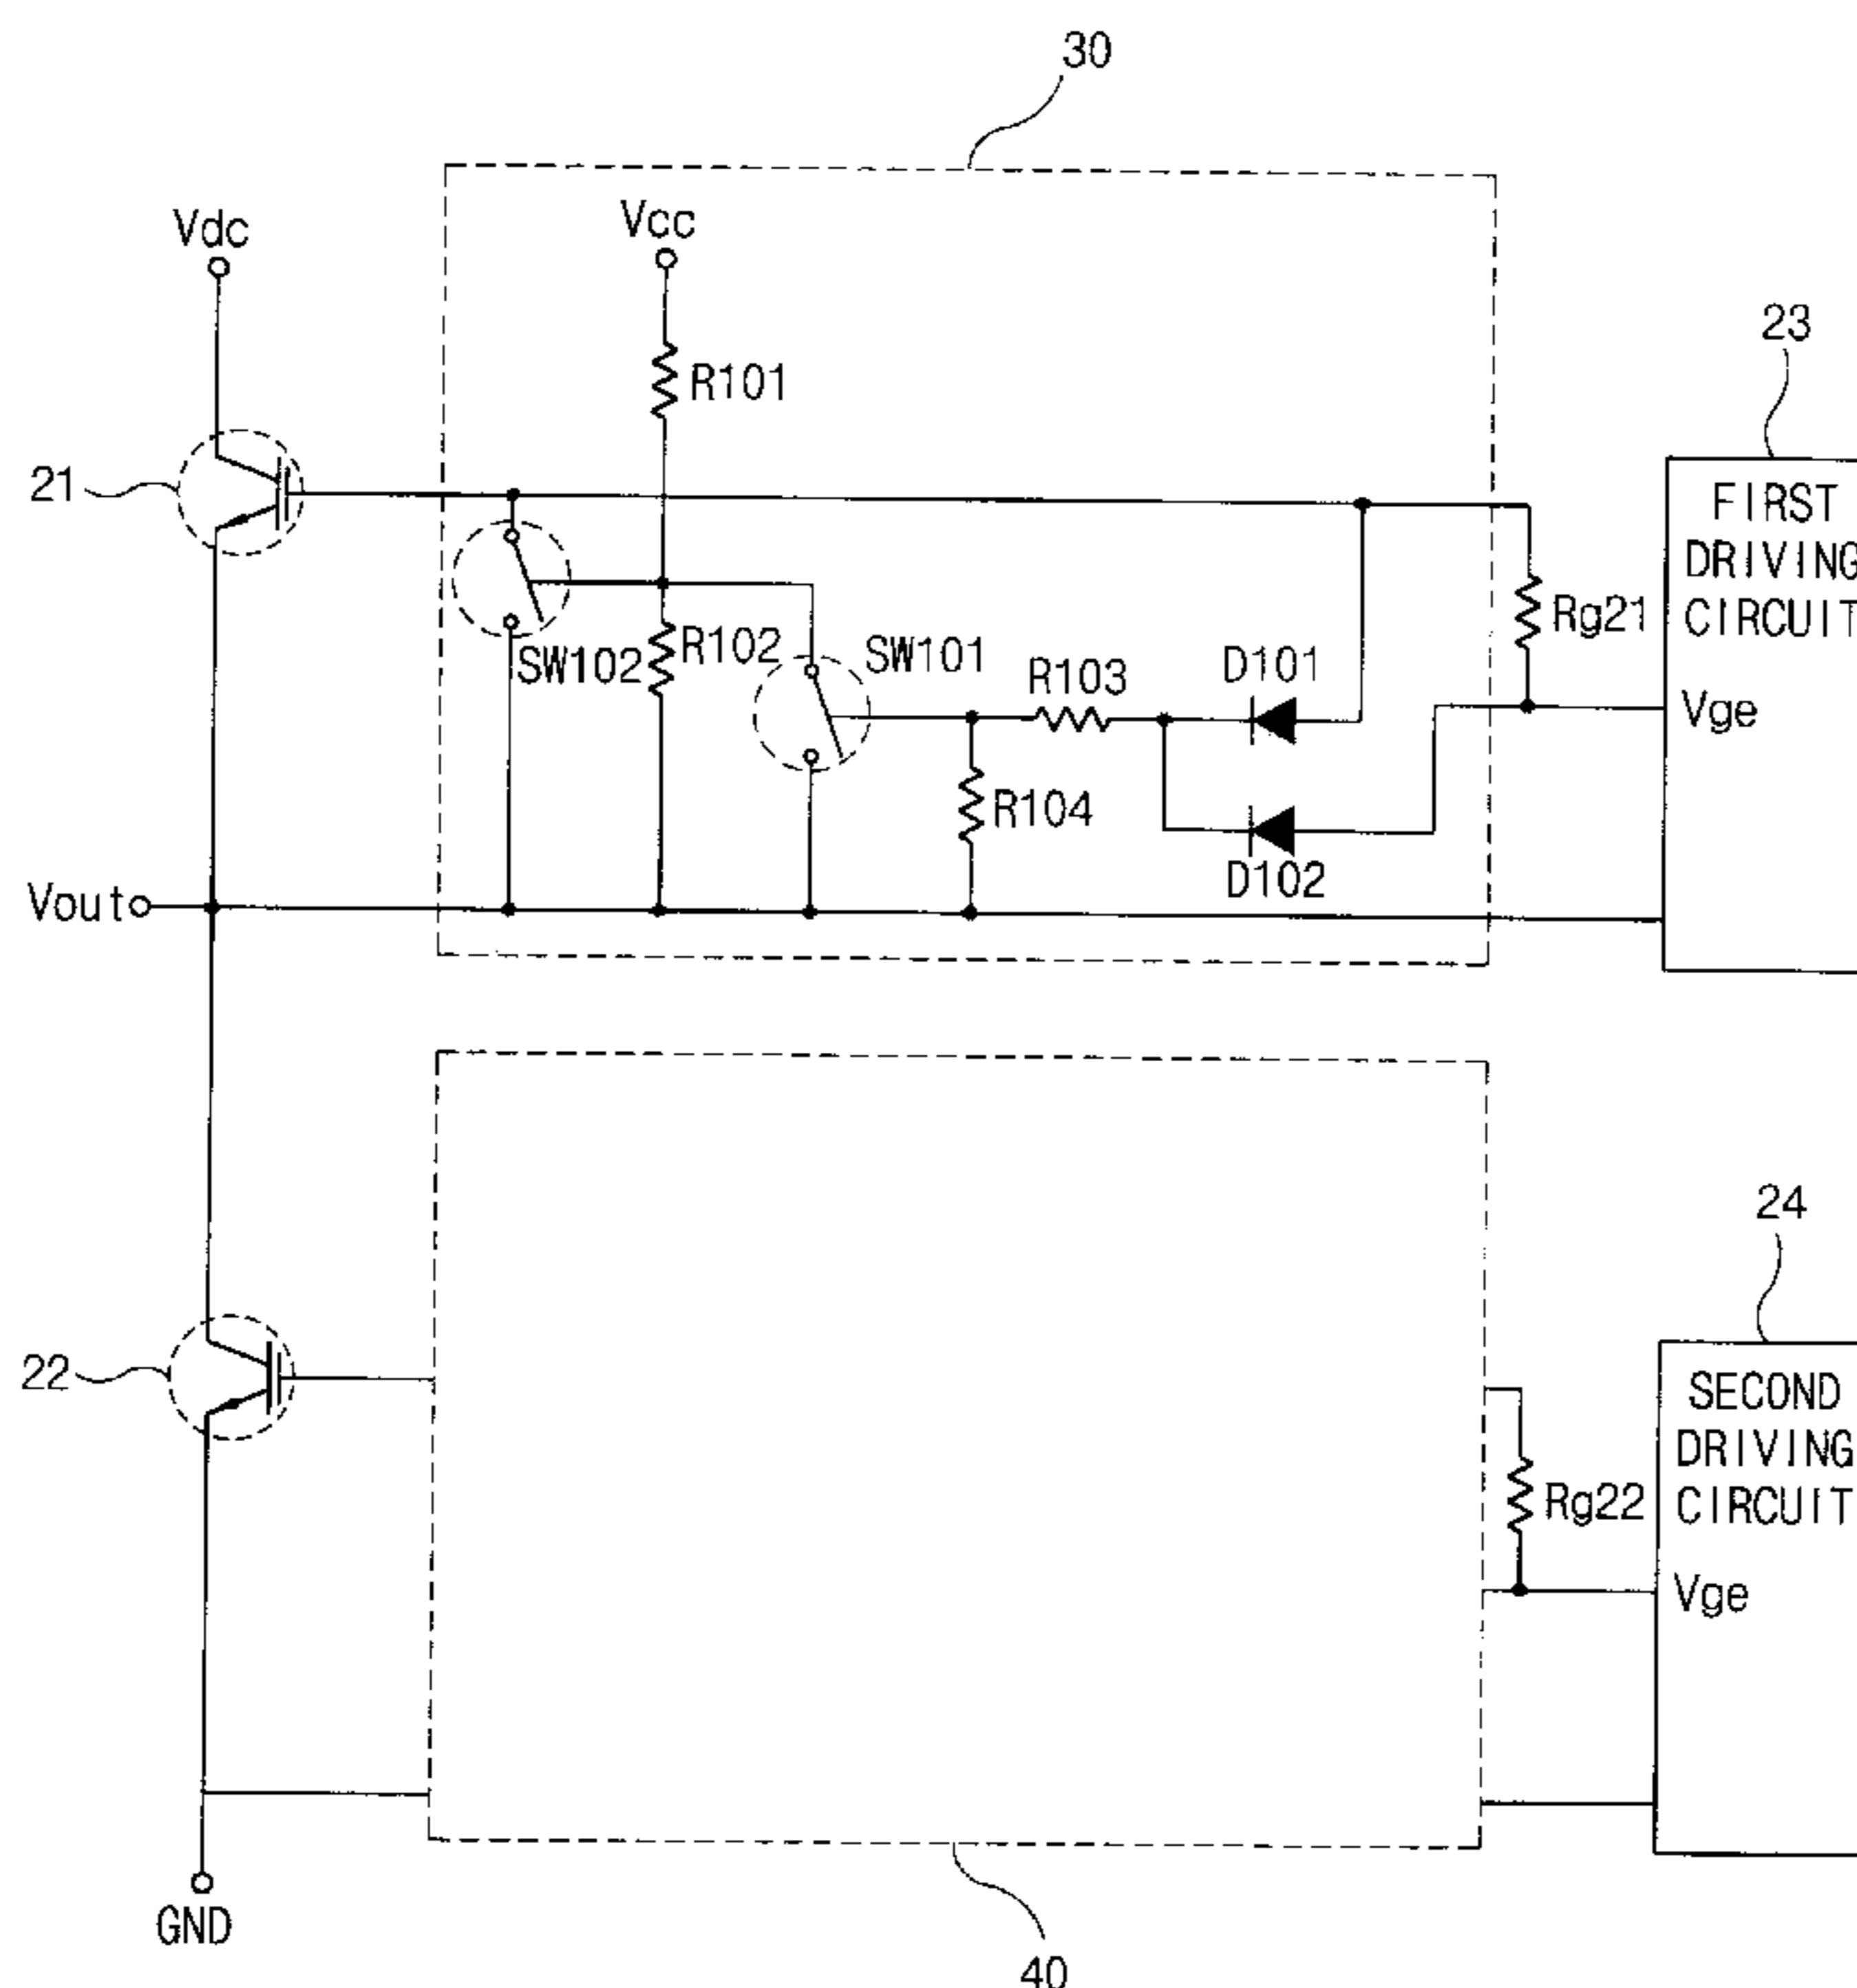 30
Vdc
Vcc
23
R101
21
FIRST
DRIVING
CIRCUIT
Rg21
SW102
R102
SW101
R103
D101
Vge
R104
D102
Vout
24
22
SECOND
DRIVING
CIRCUIT
Rg22
Vge
GND
40